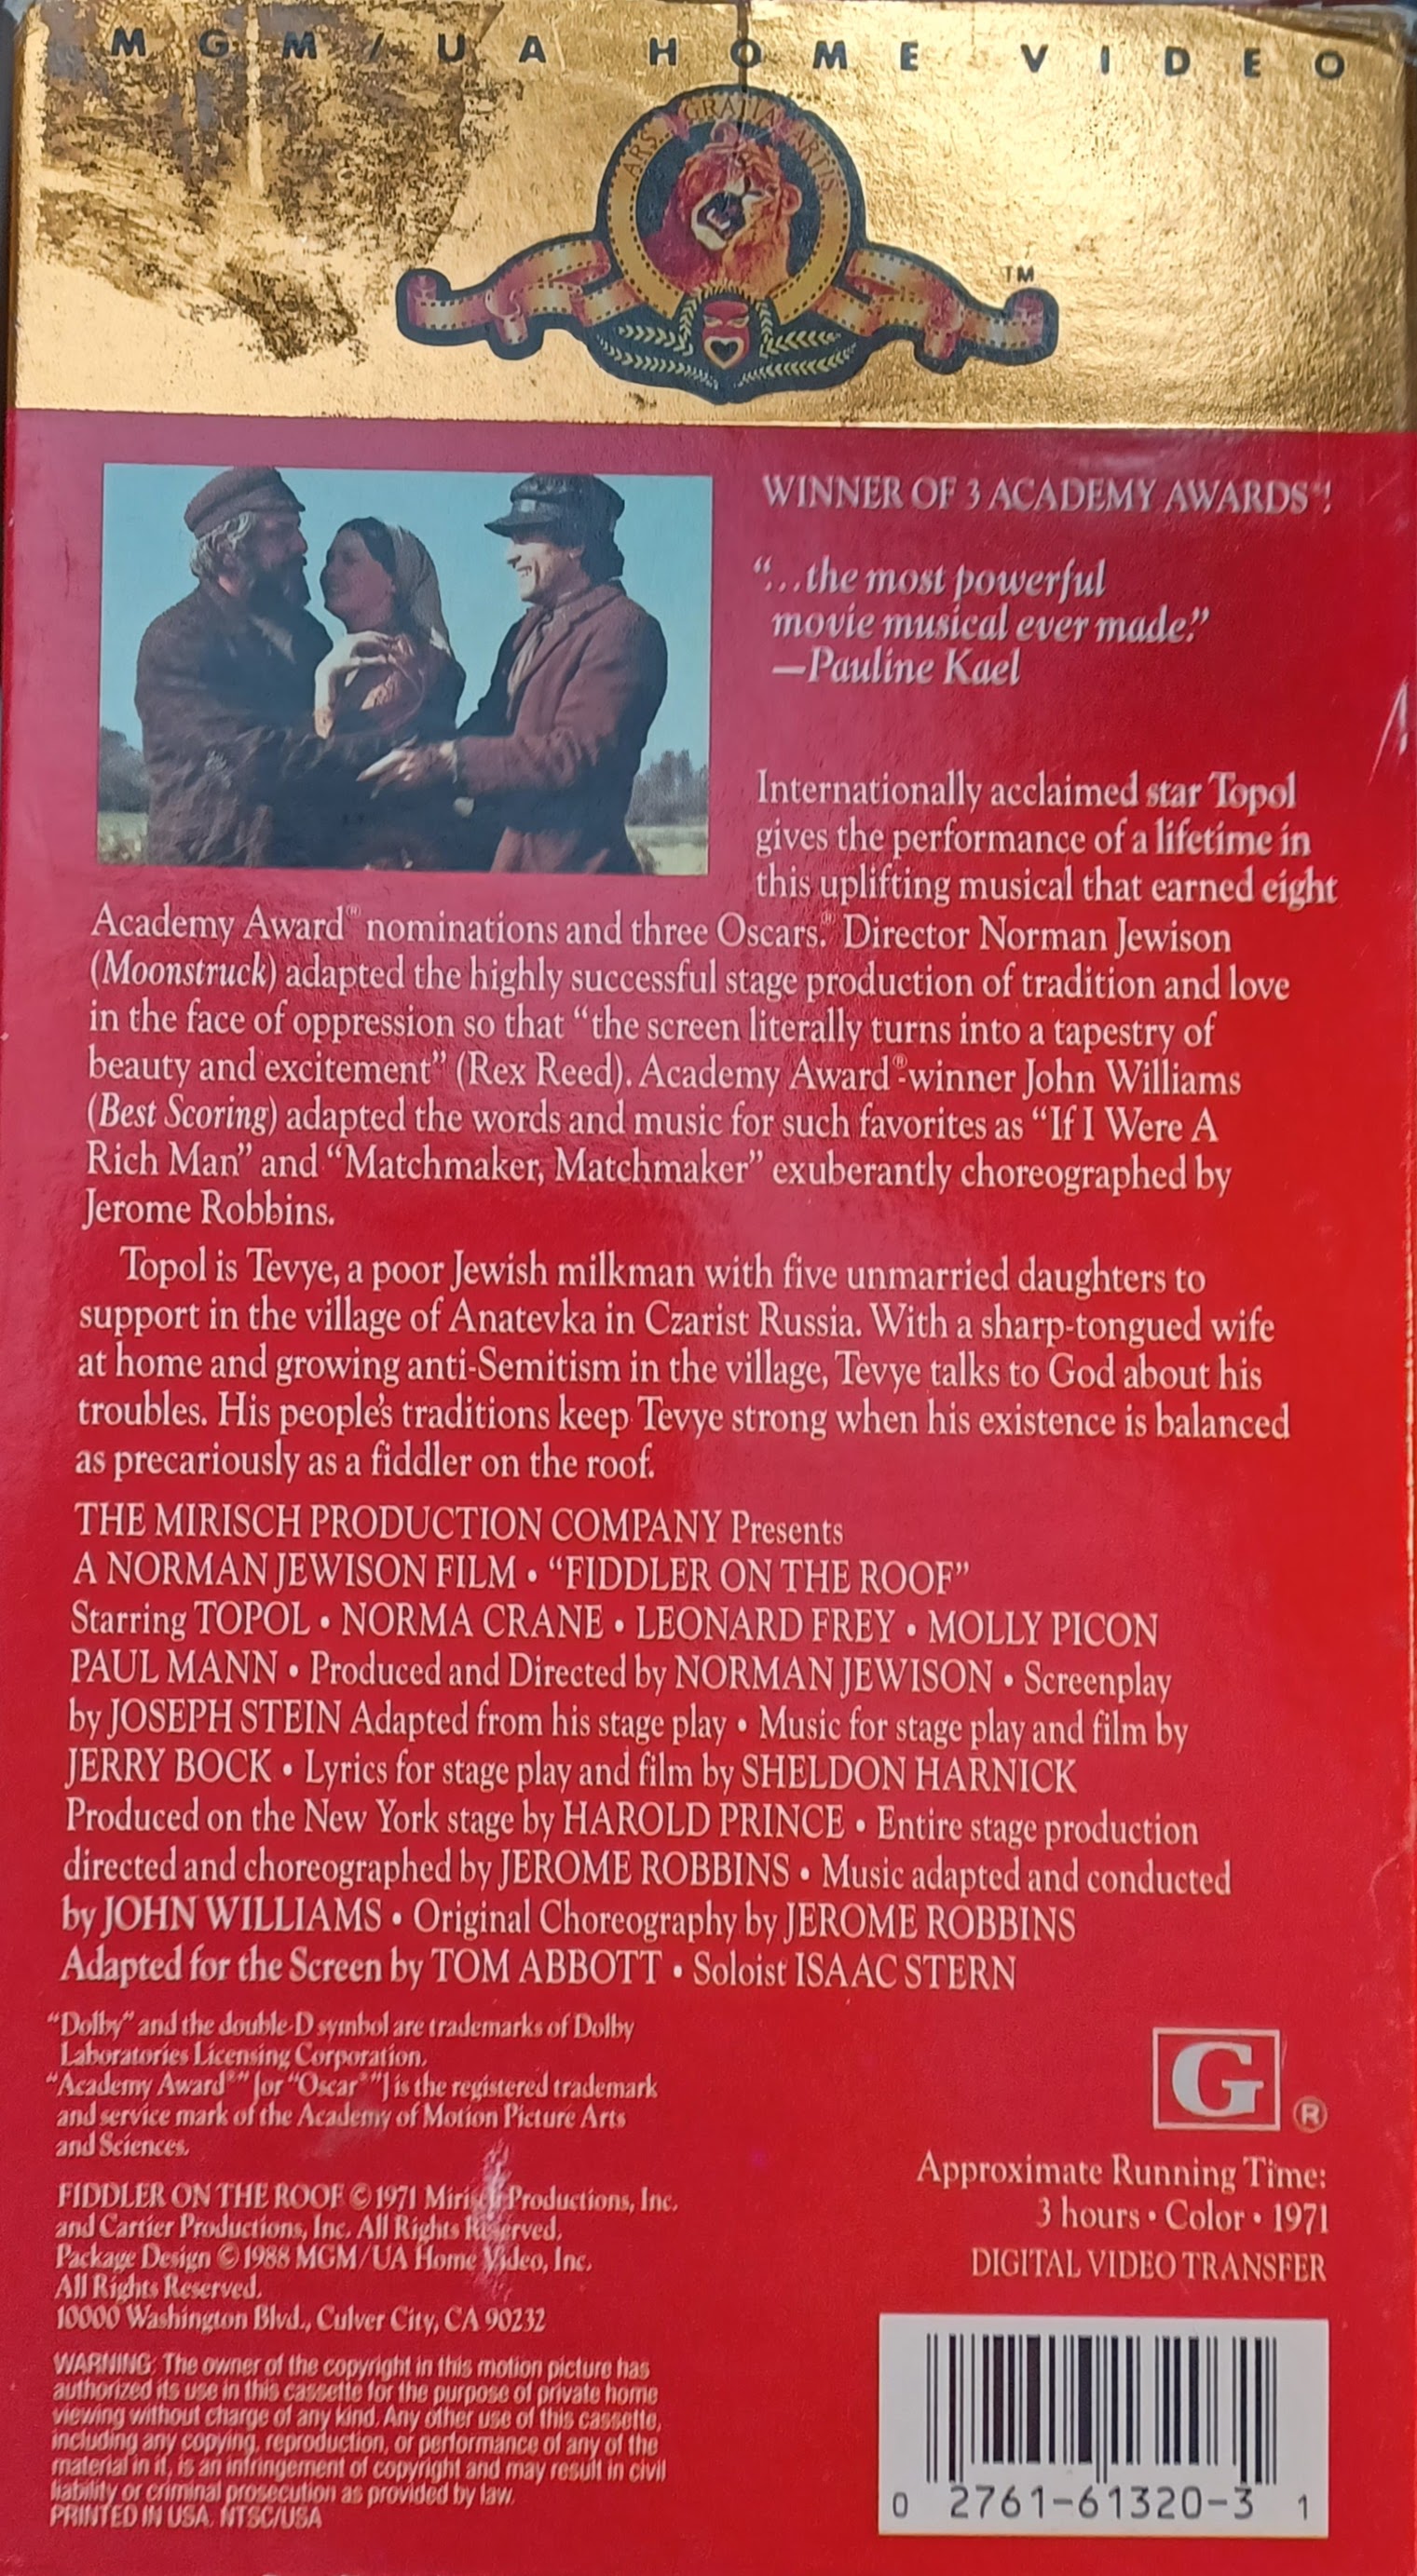 MGM/UA HOME VIDEO
ARS GRATIA ARTIS
TM
WINNER OF 3 ACADEMY AWARDS®!
“...the most powerful
movie musical ever made.”
—Pauline Kael
Internationally acclaimed star Topol
gives the performance of a lifetime in
this uplifting musical that earned eight
Academy Award® nominations and three Oscars.® Director Norman Jewison
(Moonstruck) adapted the highly successful stage production of tradition and love
in the face of oppression so that “the screen literally turns into a tapestry of
beauty and excitement” (Rex Reed). Academy Award®-winner John Williams
(Best Scoring) adapted the words and music for such favorites as “If I Were A
Rich Man” and “Matchmaker, Matchmaker” exuberantly choreographed by
Jerome Robbins.
Topol is Tevye, a poor Jewish milkman with five unmarried daughters to
support in the village of Anatevka in Czarist Russia. With a sharp-tongued wife
at home and growing anti-Semitism in the village, Tevye talks to God about his
troubles. His people’s traditions keep Tevye strong when his existence is balanced
as precariously as a fiddler on the roof.
THE MIRISCH PRODUCTION COMPANY Presents
A NORMAN JEWISON FILM • “FIDDLER ON THE ROOF”
Starring TOPOL • NORMA CRANE • LEONARD FREY • MOLLY PICON
PAUL MANN • Produced and Directed by NORMAN JEWISON • Screenplay
by JOSEPH STEIN Adapted from his stage play • Music for stage play and film by
JERRY BOCK • Lyrics for stage play and film by SHELDON HARNICK
Produced on the New York stage by HAROLD PRINCE • Entire stage production
directed and choreographed by JEROME ROBBINS • Music adapted and conducted
by JOHN WILLIAMS • Original Choreography by JEROME ROBBINS
Adapted for the Screen by TOM ABBOTT • Soloist ISAAC STERN
“Dolby” and the double-D symbol are trademarks of Dolby
Laboratories Licensing Corporation.
“Academy Award®” [or “Oscar®”] is the registered trademark
and service mark of the Academy of Motion Picture Arts
and Sciences.
FIDDLER ON THE ROOF © 1971 Mirisch Productions, Inc.
and Cartier Productions, Inc. All Rights Reserved.
Package Design © 1988 MGM/UA Home Video, Inc.
All Rights Reserved.
10000 Washington Blvd., Culver City, CA 90232
WARNING: The owner of the copyright in this motion picture has
authorized its use in this cassette for the purpose of private home
viewing without charge of any kind. Any other use of this cassette,
including any copying, reproduction, or performance of any of the
material in it, is an infringement of copyright and may result in civil
liability or criminal prosecution as provided by law.
PRINTED IN USA. NTSC/USA
G ®
Approximate Running Time:
3 hours • Color • 1971
DIGITAL VIDEO TRANSFER
0 2761-61320-3 1